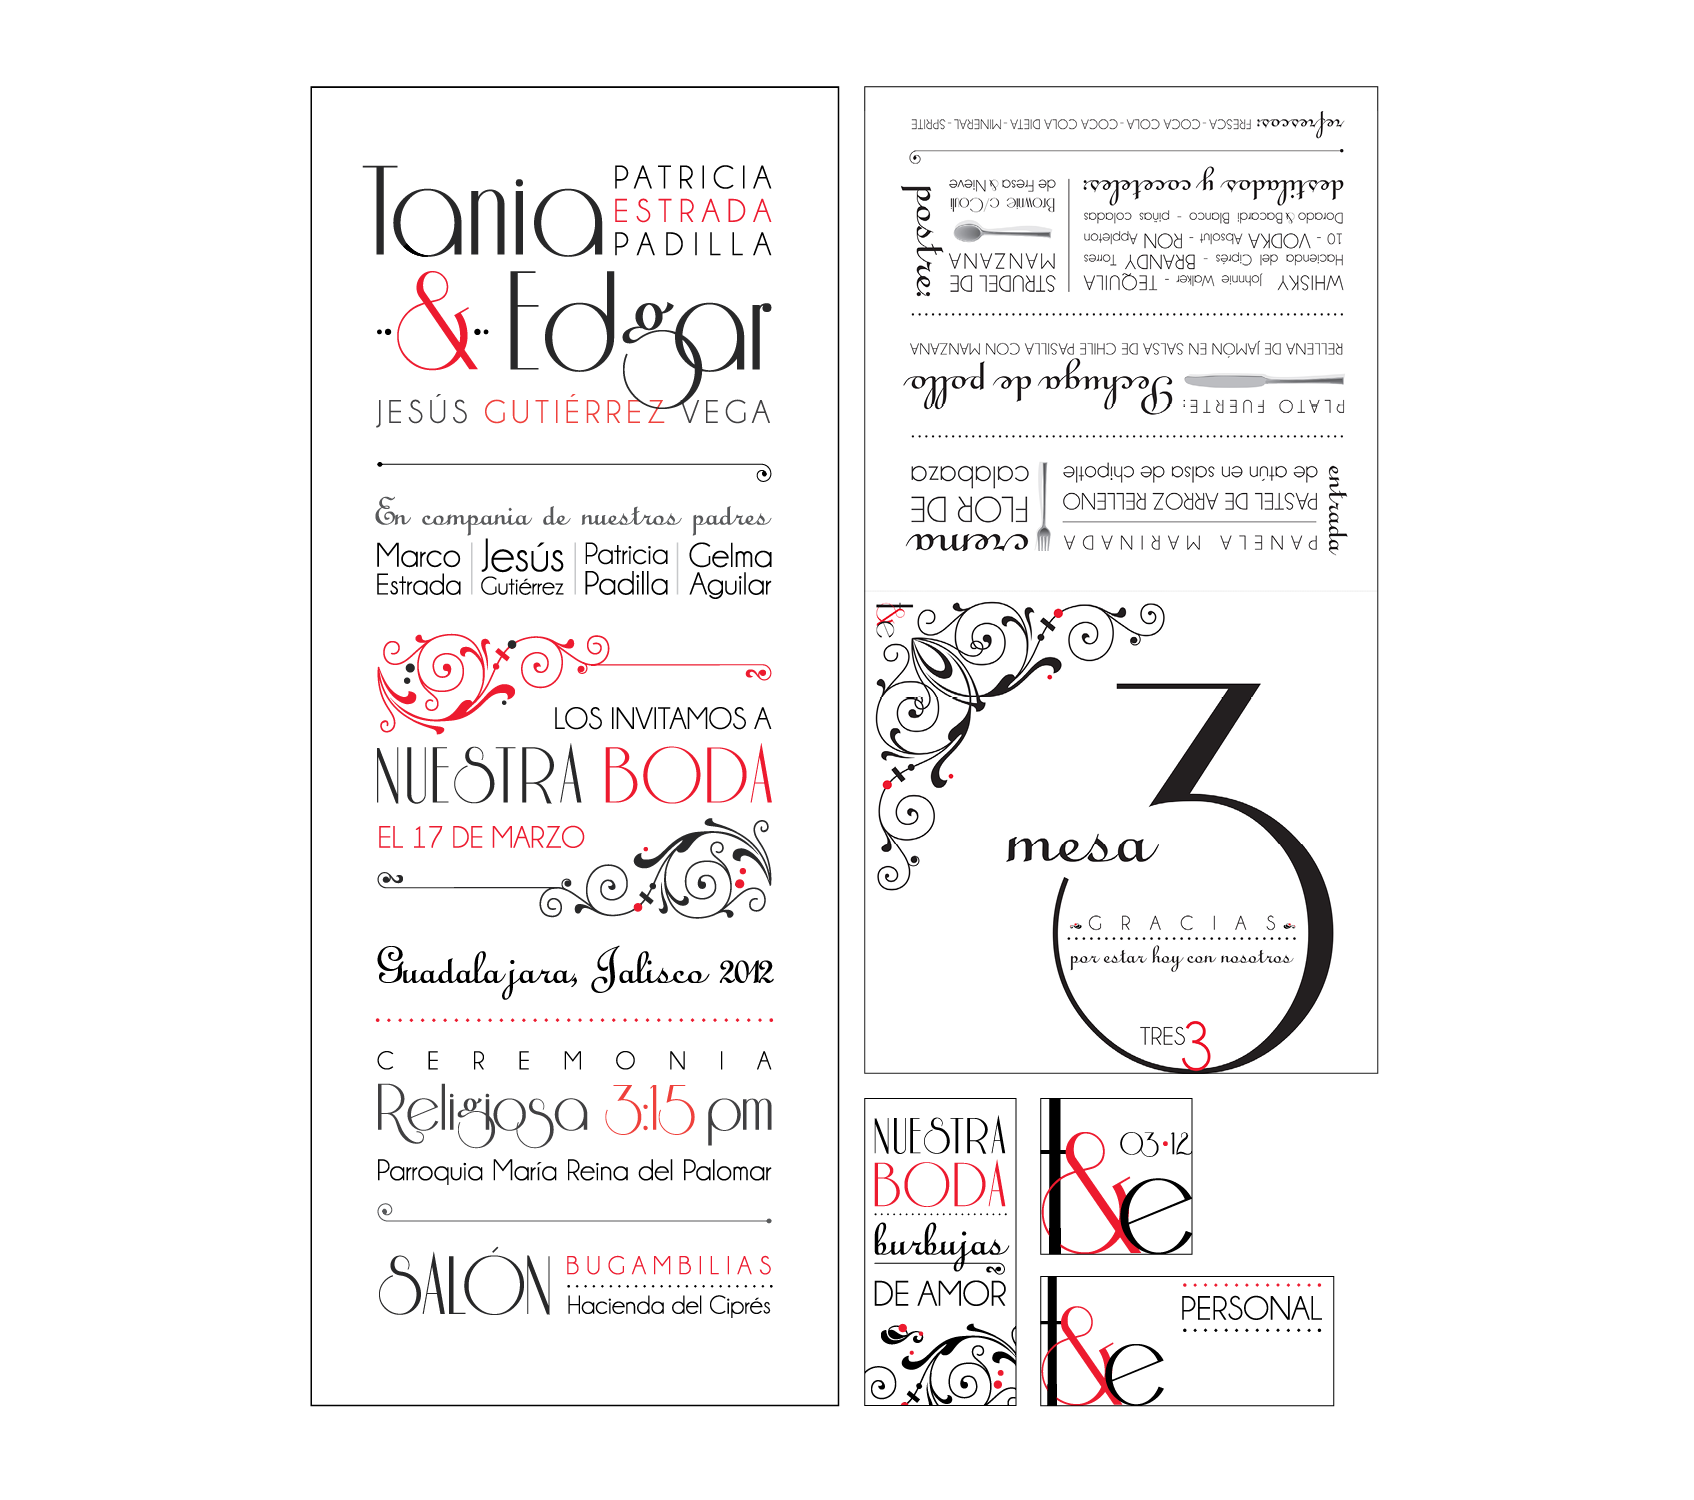 Tania PATRICIA
ESTRADA
PADILLA
& Edgar
JESÚS GUTIÉRREZ VEGA
En compania de nuestros padres
Marco Estrada
Jesús Gutiérrez
Patricia Padilla
Gelma Aguilar
LOS INVITAMOS A
NUESTRA BODA
EL 17 DE MARZO
Guadalajara, Jalisco 2012
CEREMONIA
Religiosa 3:15 pm
Parroquia María Reina del Palomar
SALÓN BUGAMBILIAS
Hacienda del Ciprés
entrada
PANELA MARINADA
PASTEL DE ARROZ RELLENO
de atún en salsa de chipotle
crema
FLOR DE
calabaza
PLATO FUERTE: Pechuga de pollo
RELLENA DE JAMÓN EN SALSA DE CHILE PASILLA CON MANZANA
WHISKY Johnnie Walker - TEQUILA
Hacienda del Ciprés - BRANDY Torres
10 - VODKA Absolut - RON Appleton
Dorado & Bacardi Blanco - piñas coladas
destilados y cocteles:
STRUDEL DE
MANZANA
Brownie c/Couli
de Fresa & Nieve
postre:
refrescos: FRESCA - COCA COLA - COCA COLA DIETA - MINERAL - SPRITE
t&e
3
mesa
GRACIAS
por estar hoy con nosotros
TRES3
NUESTRA
BODA
burbujas
DE AMOR
t&e 03·12
t&e PERSONAL